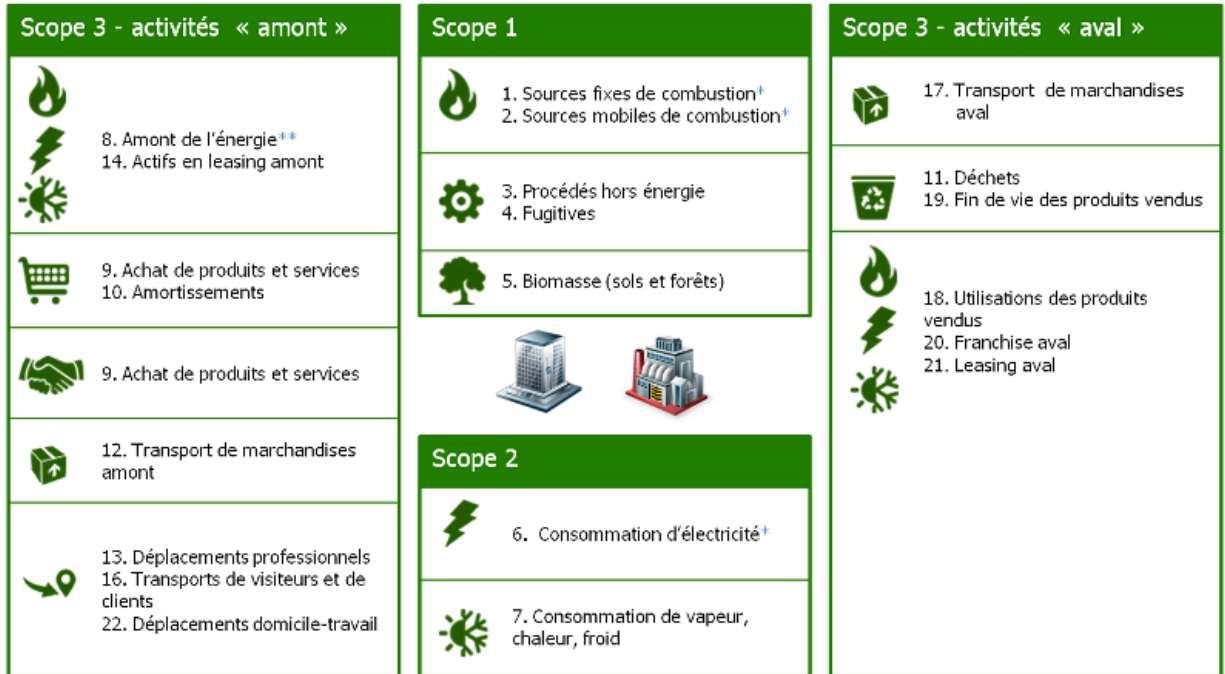 Scope 3 - activités « amont »
8. Amont de l'énergie**
14. Actifs en leasing amont
9. Achat de produits et services
10. Amortissements
9. Achat de produits et services
12. Transport de marchandises
amont
13. Déplacements professionnels
16. Transports de visiteurs et de
clients
22. Déplacements domicile-travail
Scope 1
1. Sources fixes de combustion*
2. Sources mobiles de combustion*
3. Procédés hors énergie
4. Fugitives
5. Biomasse (sols et forêts)
Scope 2
6. Consommation d'électricité*
7. Consommation de vapeur,
chaleur, froid
Scope 3 - activités « aval »
17. Transport de marchandises
aval
11. Déchets
19. Fin de vie des produits vendus
18. Utilisations des produits
vendus
20. Franchise aval
21. Leasing aval